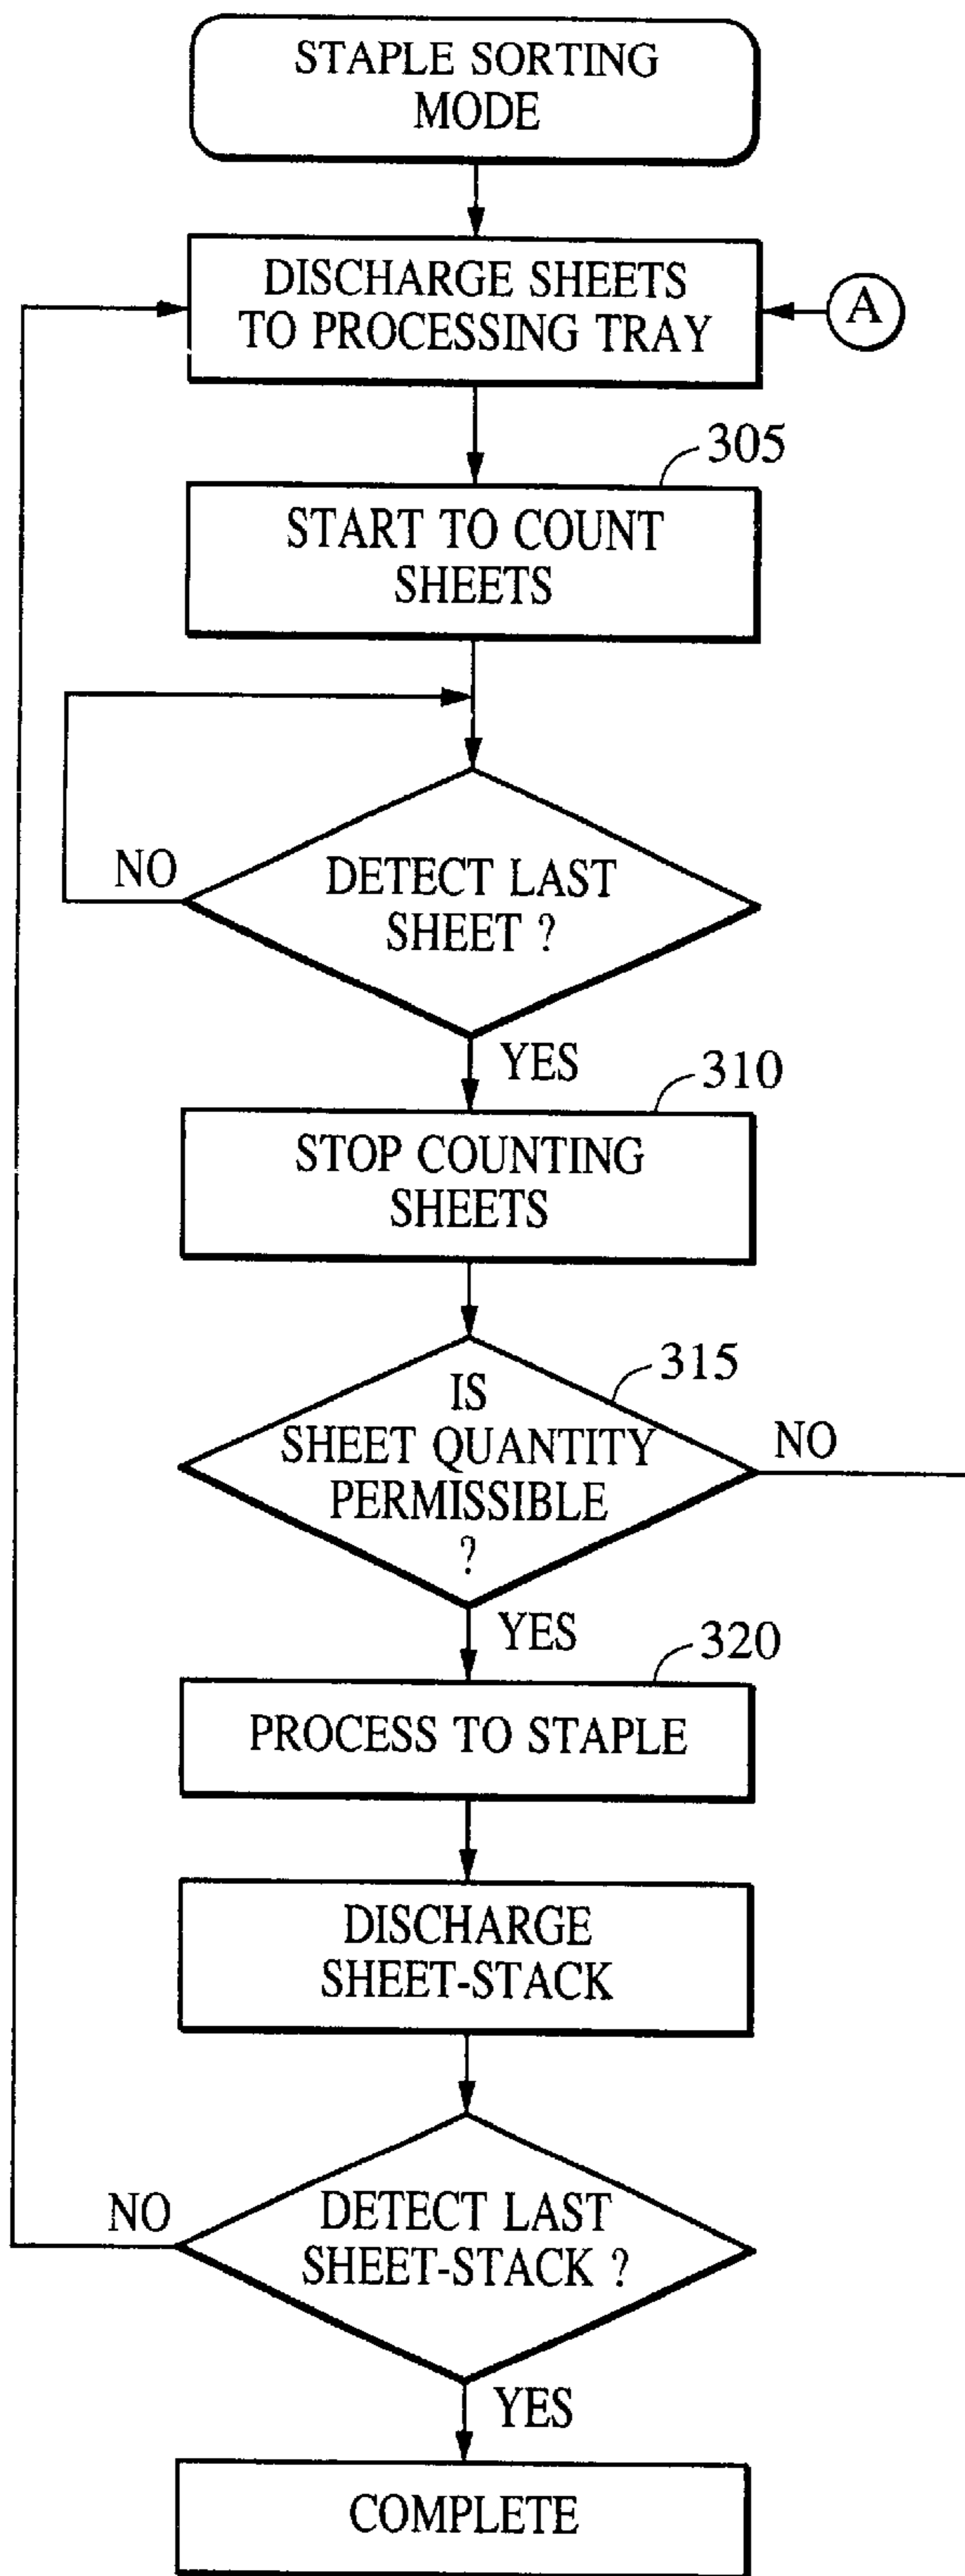 STAPLE SORTING
MODE
DISCHARGE SHEETS
TO PROCESSING TRAY
A
305
START TO COUNT
SHEETS
NO
DETECT LAST
SHEET ?
YES
310
STOP COUNTING
SHEETS
315
IS
SHEET QUANTITY
PERMISSIBLE
?
NO
YES
320
PROCESS TO STAPLE
DISCHARGE
SHEET-STACK
NO
DETECT LAST
SHEET-STACK ?
YES
COMPLETE